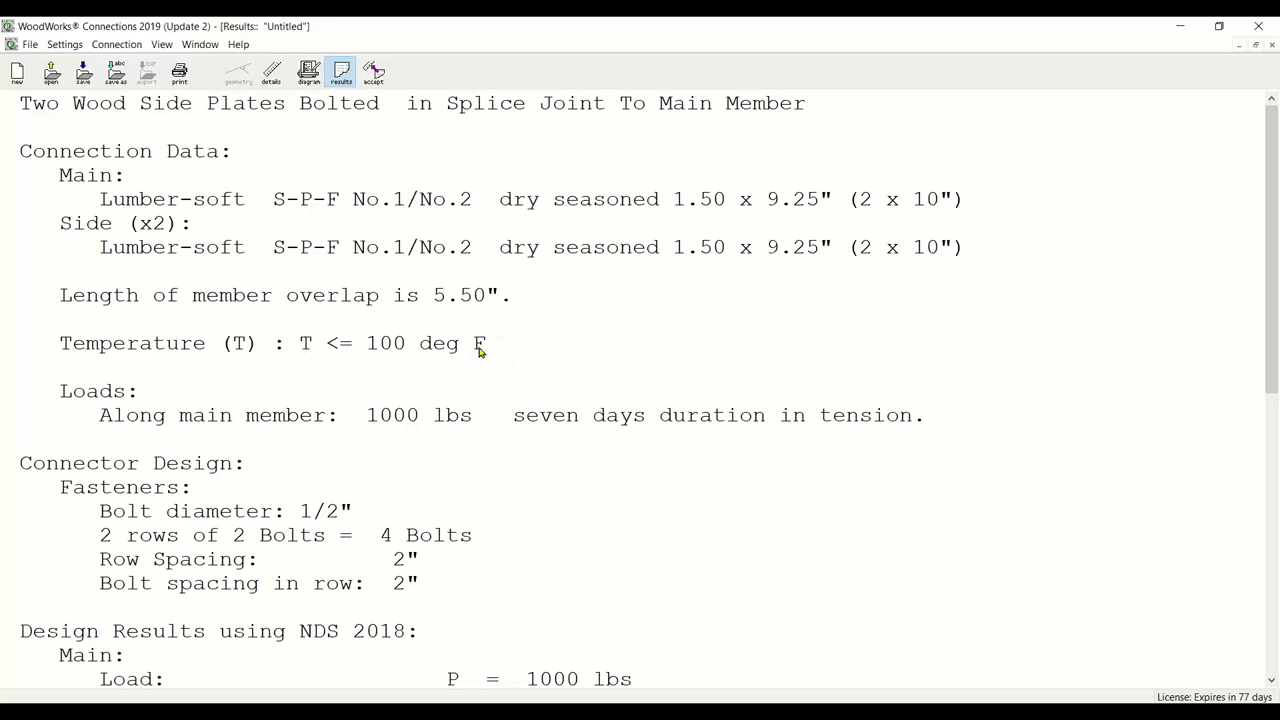 WoodWorks® Connections 2019 (Update 2) - [Results:: "Untitled"]
File Settings Connection View Window Help
new open save save as export print geometry details diagram results accept
Two Wood Side Plates Bolted in Splice Joint To Main Member
Connection Data:
Main:
Lumber-soft S-P-F No.1/No.2 dry seasoned 1.50 x 9.25" (2 x 10")
Side (x2):
Lumber-soft S-P-F No.1/No.2 dry seasoned 1.50 x 9.25" (2 x 10")
Length of member overlap is 5.50".
Temperature (T) : T <= 100 deg F
Loads:
Along main member: 1000 lbs seven days duration in tension.
Connector Design:
Fasteners:
Bolt diameter: 1/2"
2 rows of 2 Bolts = 4 Bolts
Row Spacing: 2"
Bolt spacing in row: 2"
Design Results using NDS 2018:
Main:
Load: P = 1000 lbs
License: Expires in 77 days